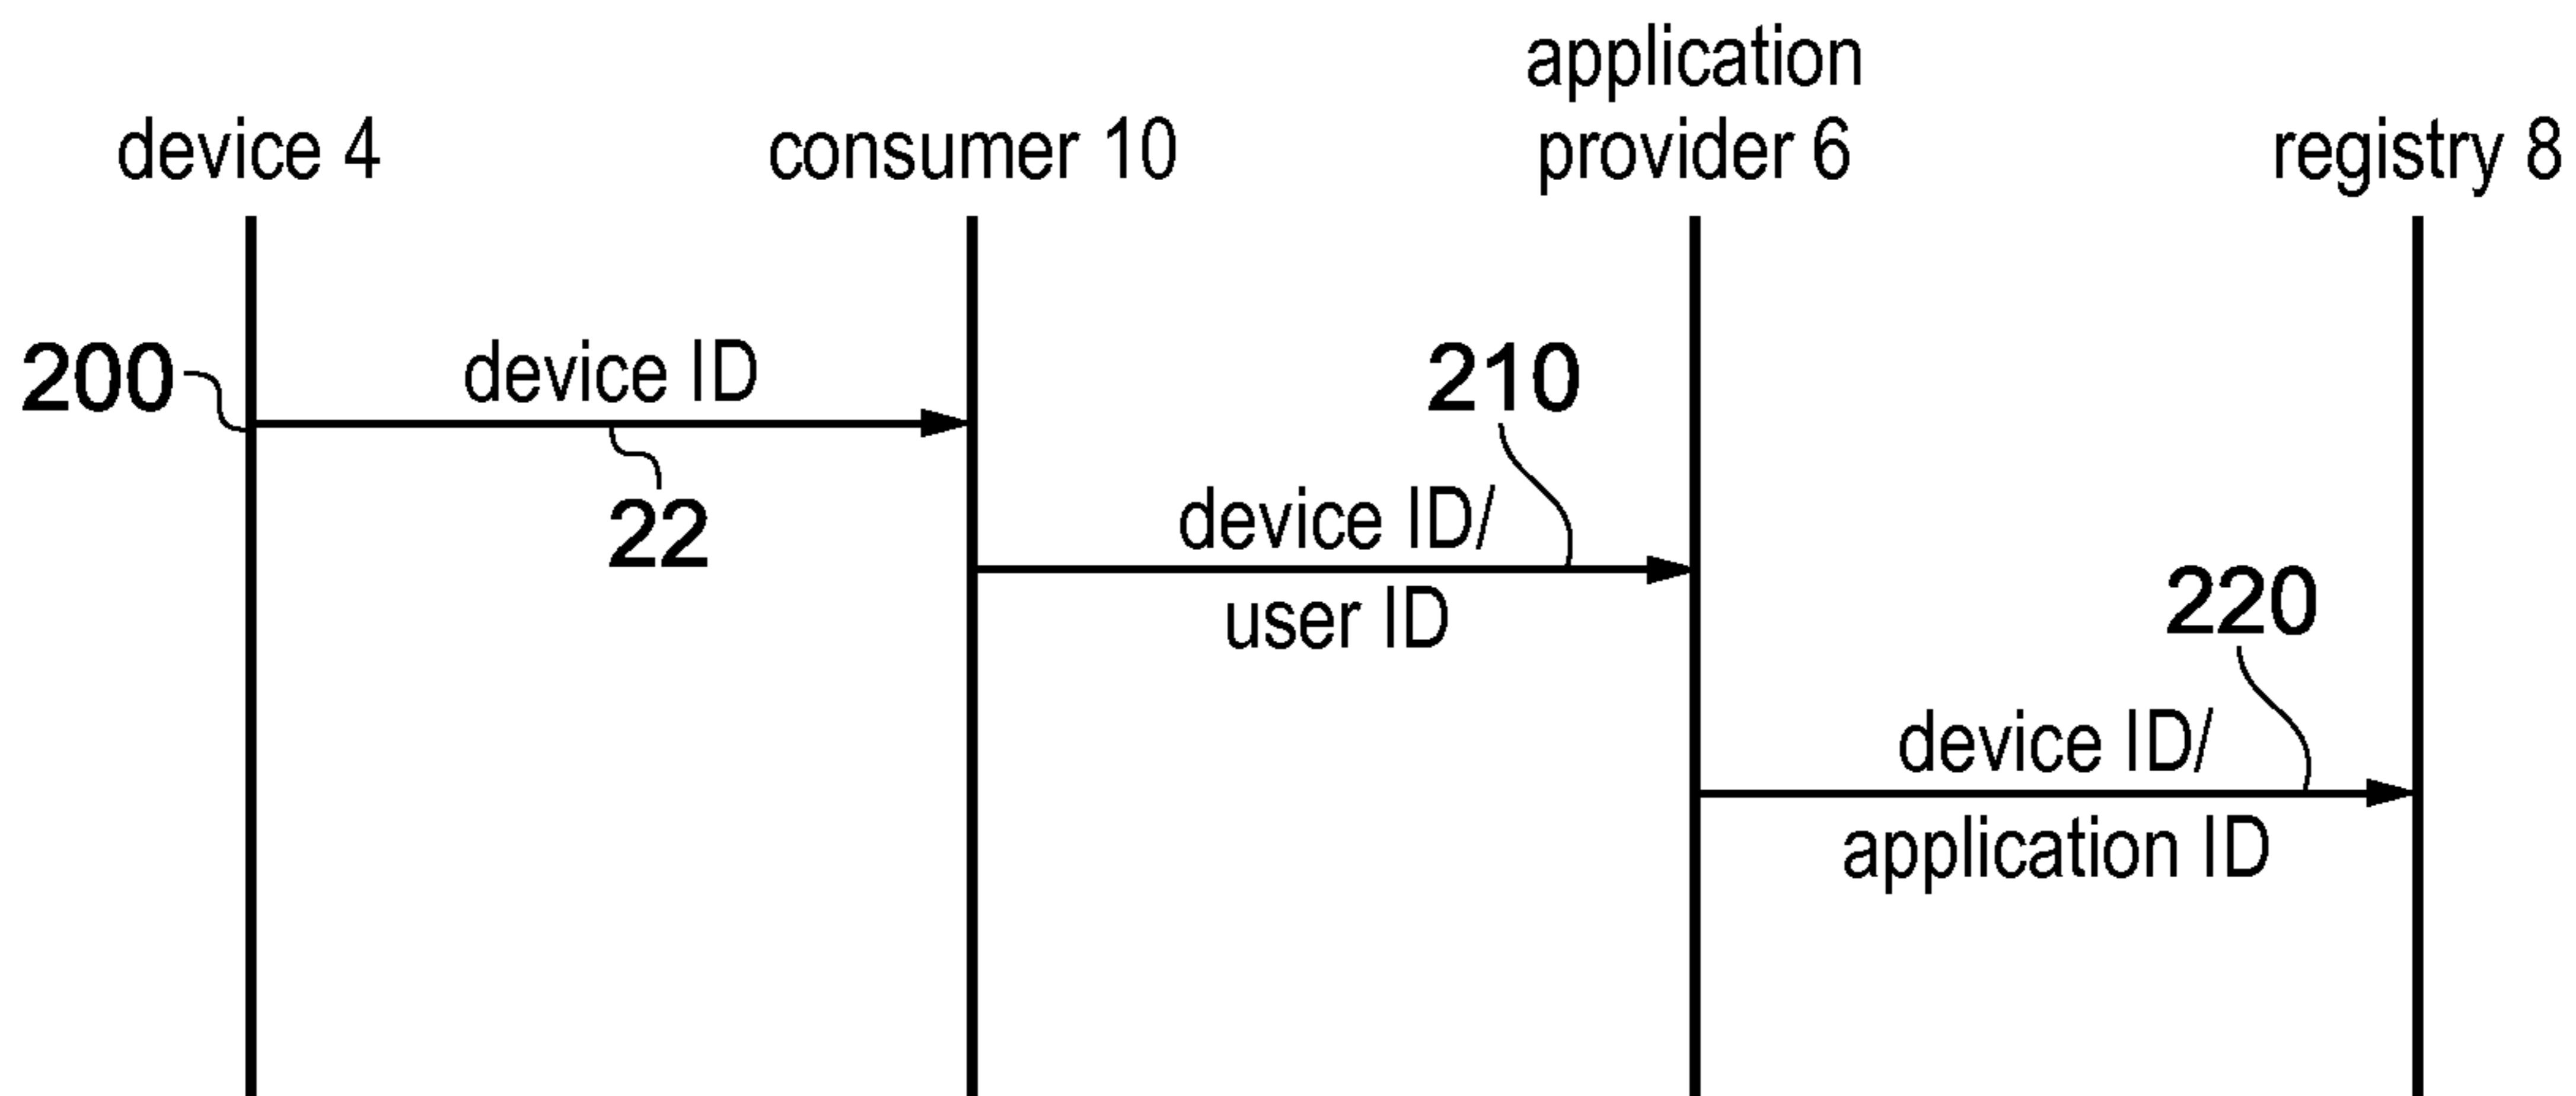 application
device 4
consumer 10
provider 6
registry 8
200
device ID
22
210
device ID/
user ID
220
device ID/
application ID